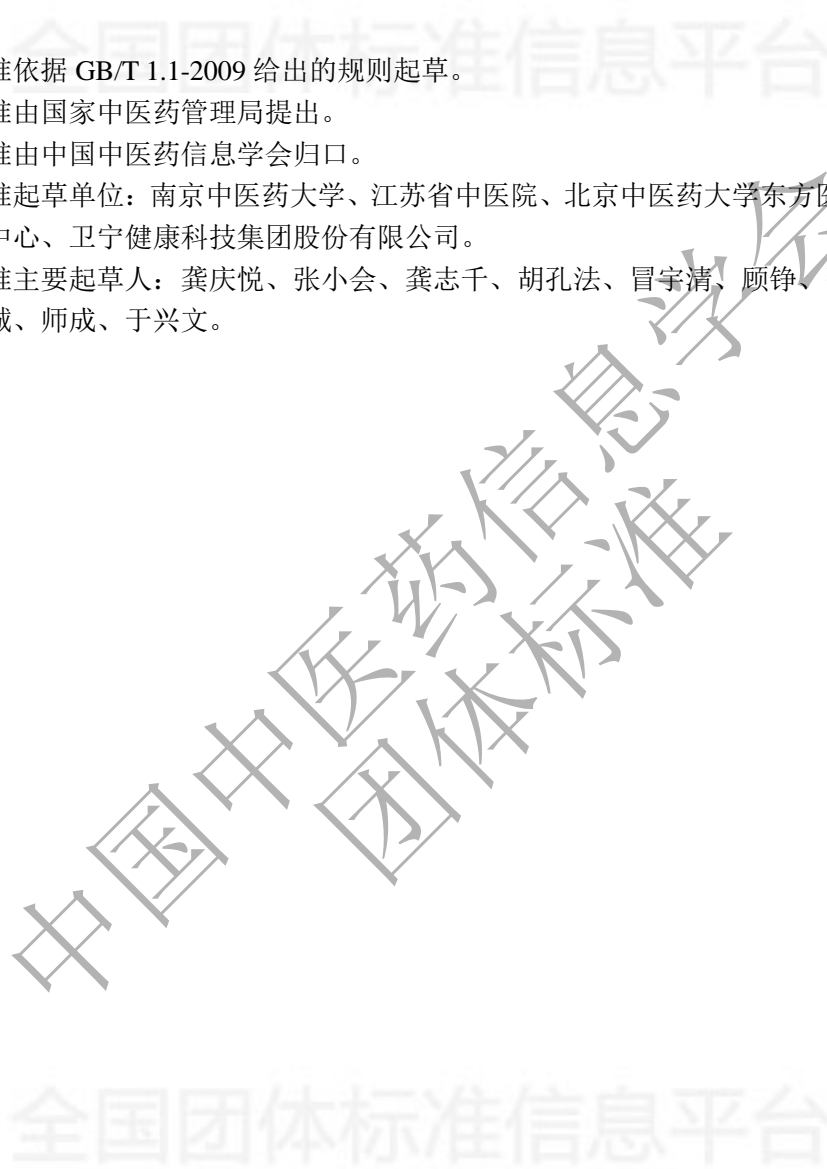 全国团体标准信息平台
准依据 GB/T 1.1-2009 给出的规则起草。
准由国家中医药管理局提出。
准由中国中医药信息学会归口。
准起草单位：南京中医药大学、江苏省中医院、北京中医药大学东方医
中心、卫宁健康科技集团股份有限公司。
准主要起草人：龚庆悦、张小会、龚志千、胡孔法、冒宇清、顾铮、
诚、师成、于兴文。
中国中医药信息学会
团体标准
全国团体标准信息平台